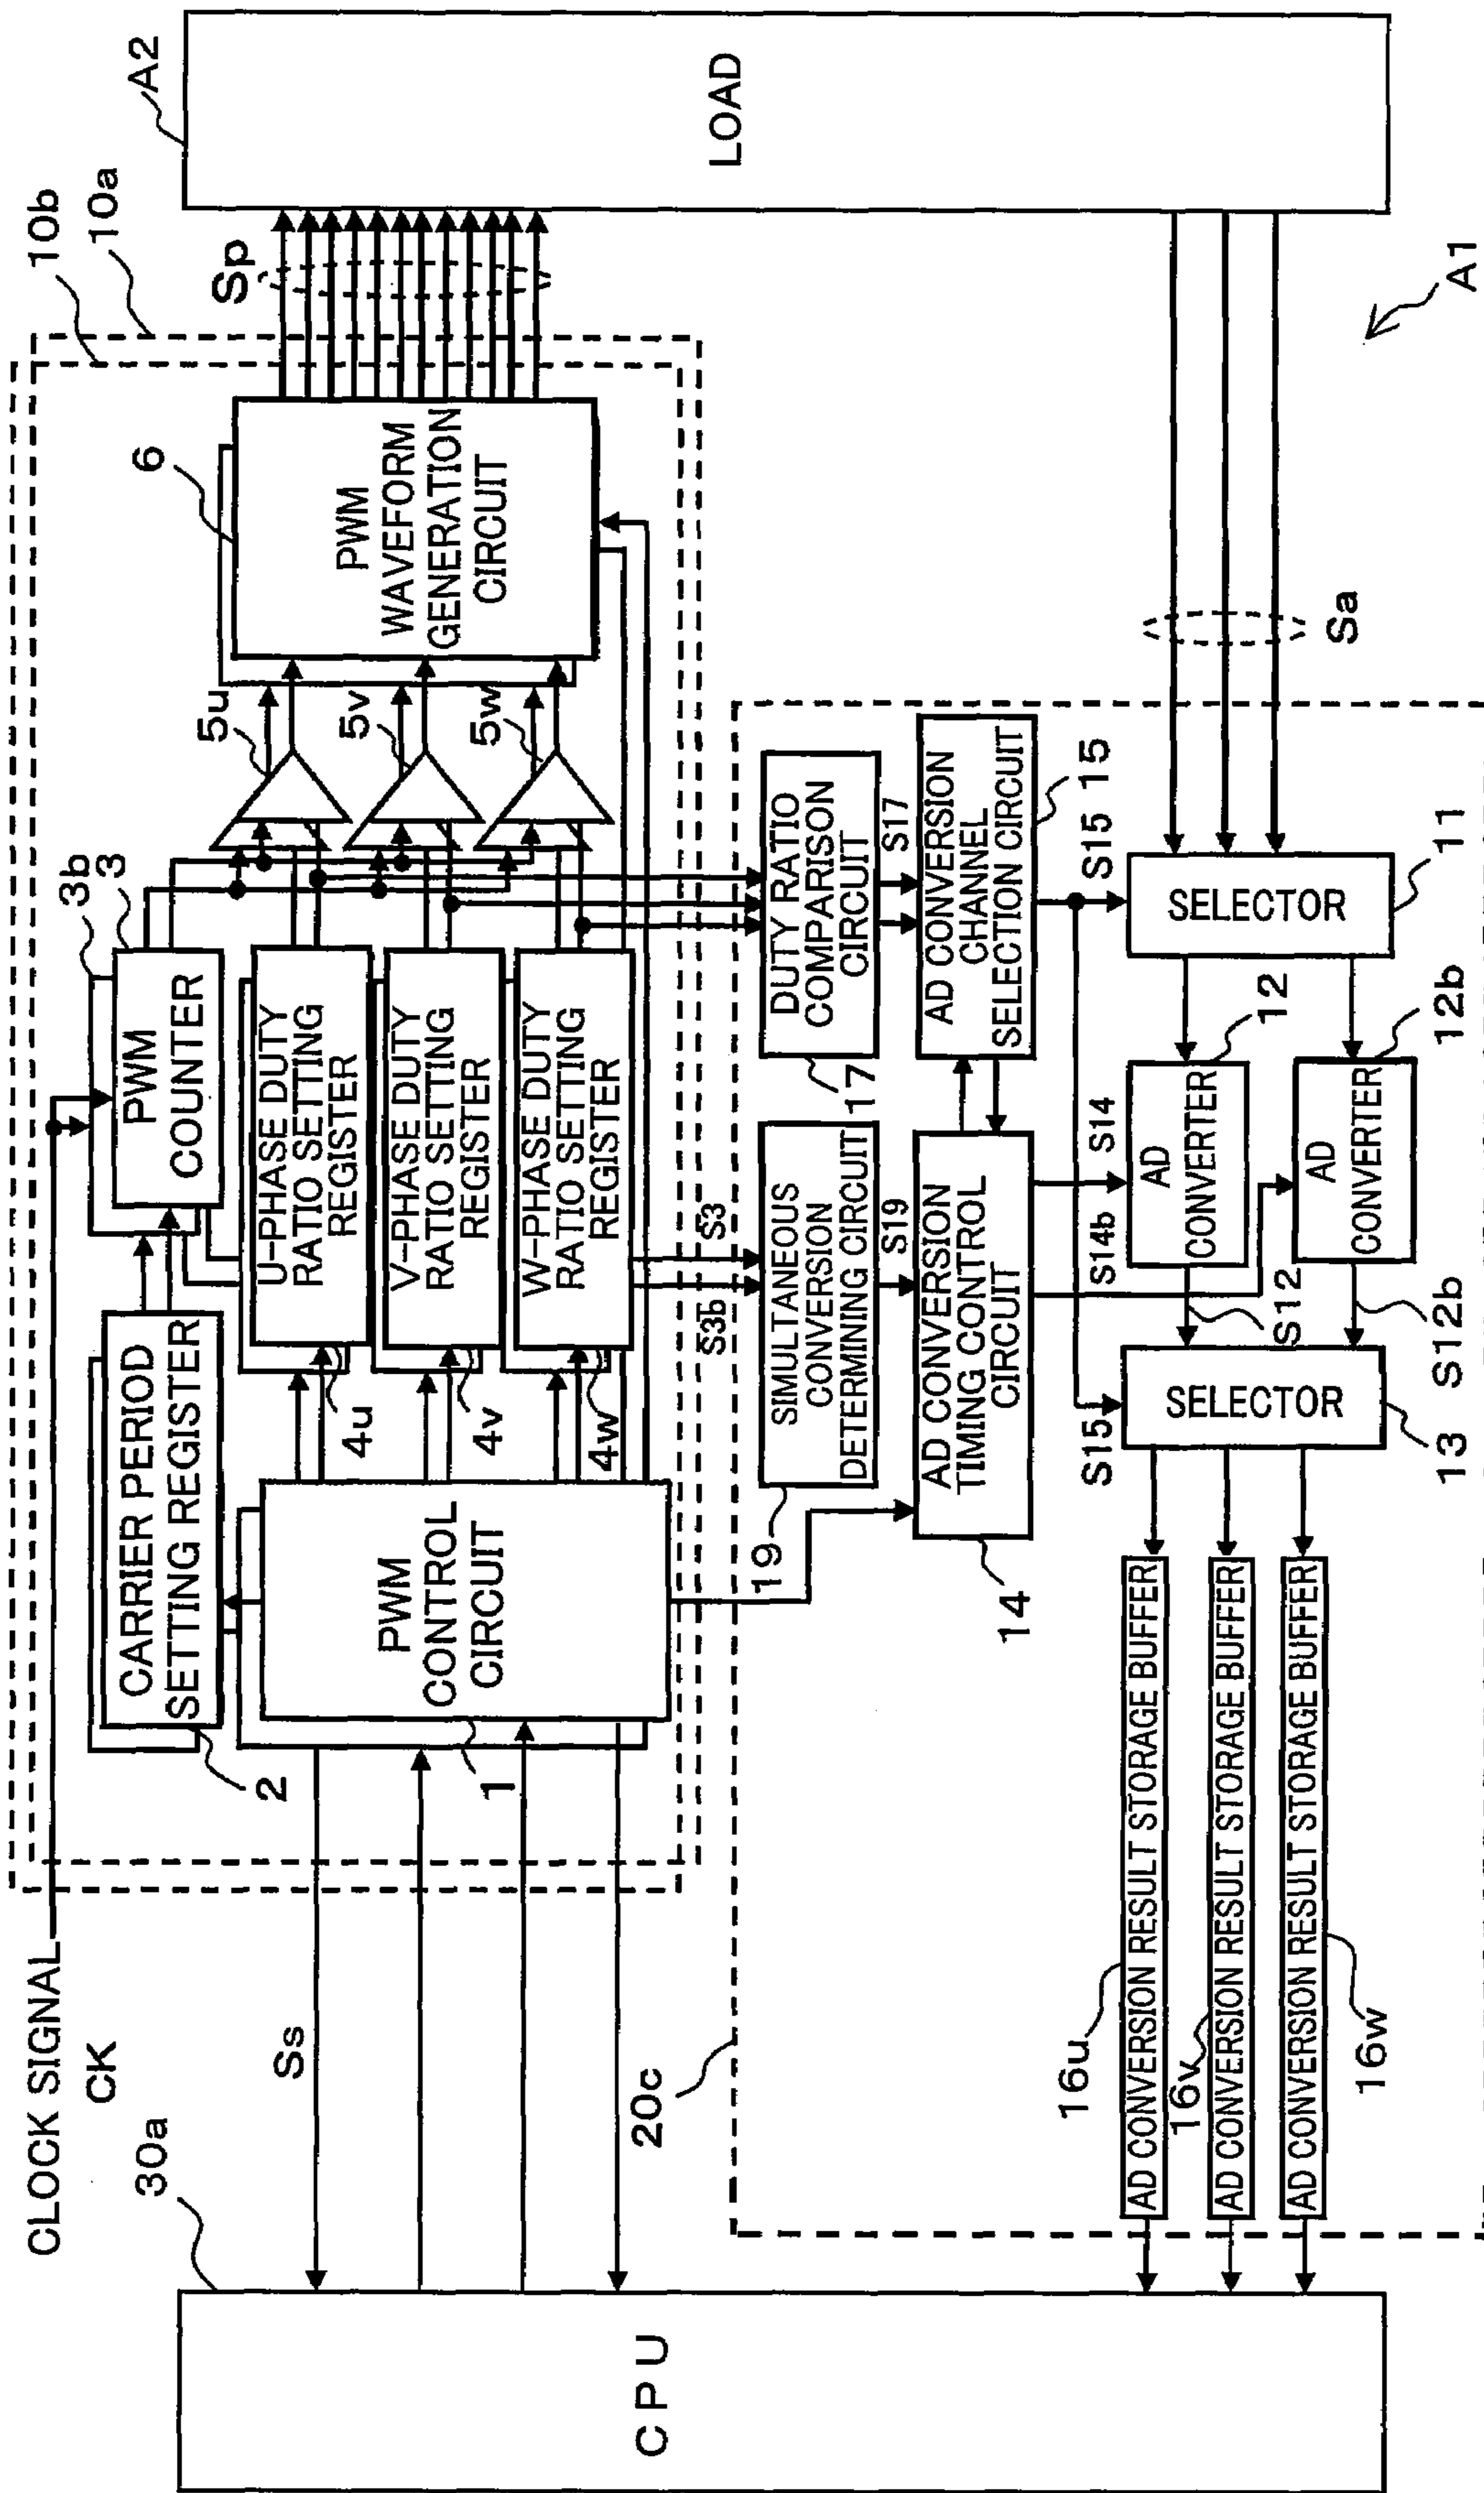 CLOCK SIGNAL
CK
30a
CPU
Ss
20c
10b
10a
2
CARRIER PERIOD
SETTING REGISTER
3b
3
PWM
COUNTER
1
PWM
CONTROL
CIRCUIT
4u
U-PHASE DUTY
RATIO SETTING
REGISTER
4v
V-PHASE DUTY
RATIO SETTING
REGISTER
4w
W-PHASE DUTY
RATIO SETTING
REGISTER
5u
5v
5w
6
PWM
WAVEFORM
GENERATION
CIRCUIT
Sp
A2
LOAD
A1
Sa
S3b
S3
19
SIMULTANEOUS
CONVERSION
DETERMINING CIRCUIT
S19
17
DUTY RATIO
COMPARISON
CIRCUIT
S17
14
AD CONVERSION
TIMING CONTROL
CIRCUIT
AD CONVERSION
CHANNEL
SELECTION CIRCUIT
15
S15
S14b
S14
S15
SELECTOR
11
12
AD
CONVERTER
12b
AD
CONVERTER
S12
S12b
SELECTOR
13
16u
AD CONVERSION RESULT STORAGE BUFFER
16v
AD CONVERSION RESULT STORAGE BUFFER
16w
AD CONVERSION RESULT STORAGE BUFFER